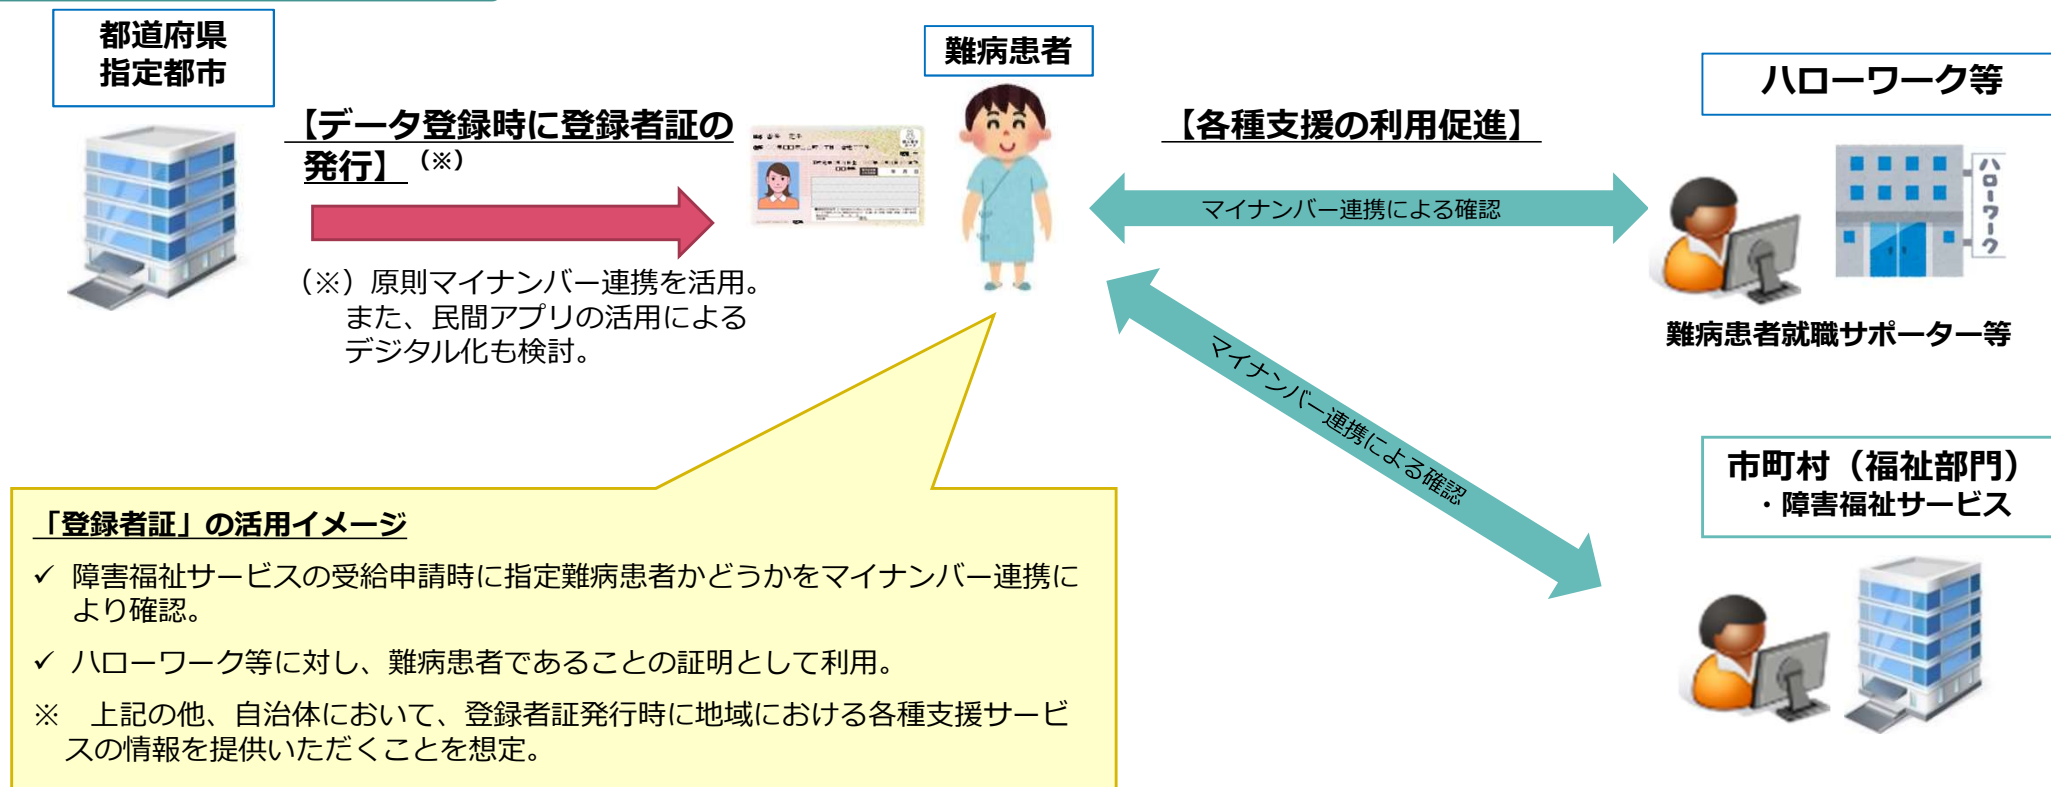 都道府県
指定都市
難病患者
ハローワーク等
【データ登録時に登録者証の
発行】（※）
【各種支援の利用促進】
マイナンバー連携による確認
ハローワーク
（※）原則マイナンバー連携を活用。
また、民間アプリの活用による
デジタル化も検討。
難病患者就職サポーター等
マイナンバー連携による確認
市町村（福祉部門）
・障害福祉サービス
「登録者証」の活用イメージ
✓ 障害福祉サービスの受給申請時に指定難病患者かどうかをマイナンバー連携に
より確認。
✓ ハローワーク等に対し、難病患者であることの証明として利用。
※　上記の他、自治体において、登録者証発行時に地域における各種支援サービ
スの情報を提供いただくことを想定。